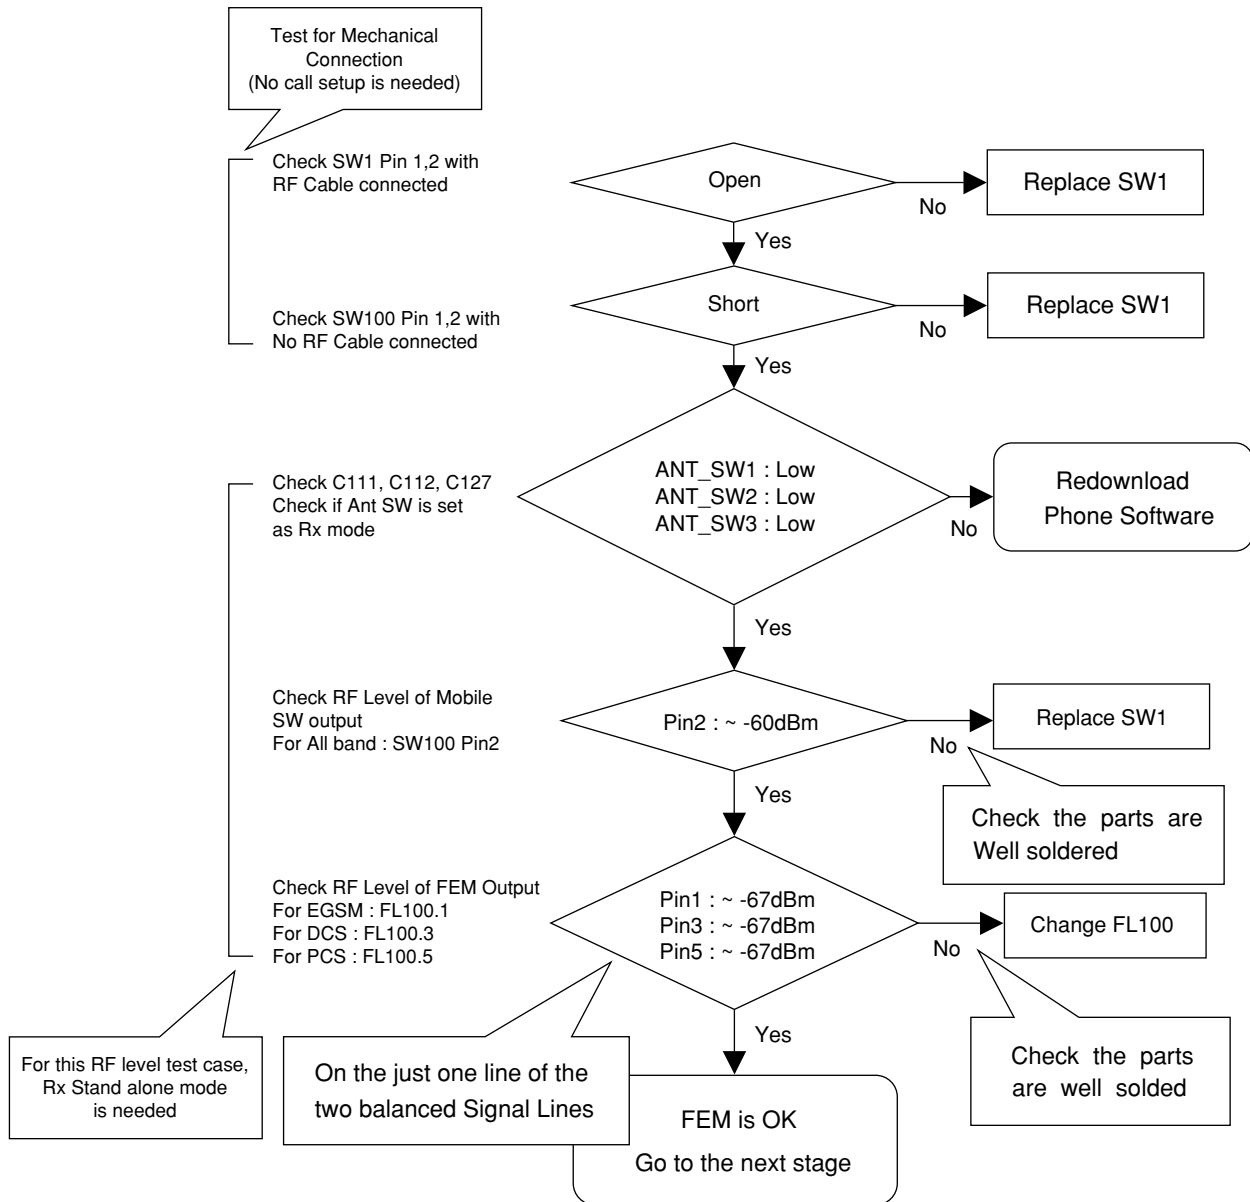 Test for Mechanical
Connection
(No call setup is needed)
Check SW1 Pin 1,2 with
RF Cable connected
Open
No
Replace SW1
Yes
Check SW100 Pin 1,2 with
No RF Cable connected
Short
No
Replace SW1
Yes
Check C111, C112, C127
Check if Ant SW is set
as Rx mode
ANT_SW1 : Low
ANT_SW2 : Low
ANT_SW3 : Low
No
Redownload
Phone Software
Yes
Check RF Level of Mobile
SW output
For All band : SW100 Pin2
Pin2 : ~ -60dBm
No
Replace SW1
Check the parts are
Well soldered
Yes
Check RF Level of FEM Output
For EGSM : FL100.1
For DCS : FL100.3
For PCS : FL100.5
Pin1 : ~ -67dBm
Pin3 : ~ -67dBm
Pin5 : ~ -67dBm
No
Change FL100
Check the parts
are well solded
Yes
For this RF level test case,
Rx Stand alone mode
is needed
On the just one line of the
two balanced Signal Lines
FEM is OK
Go to the next stage